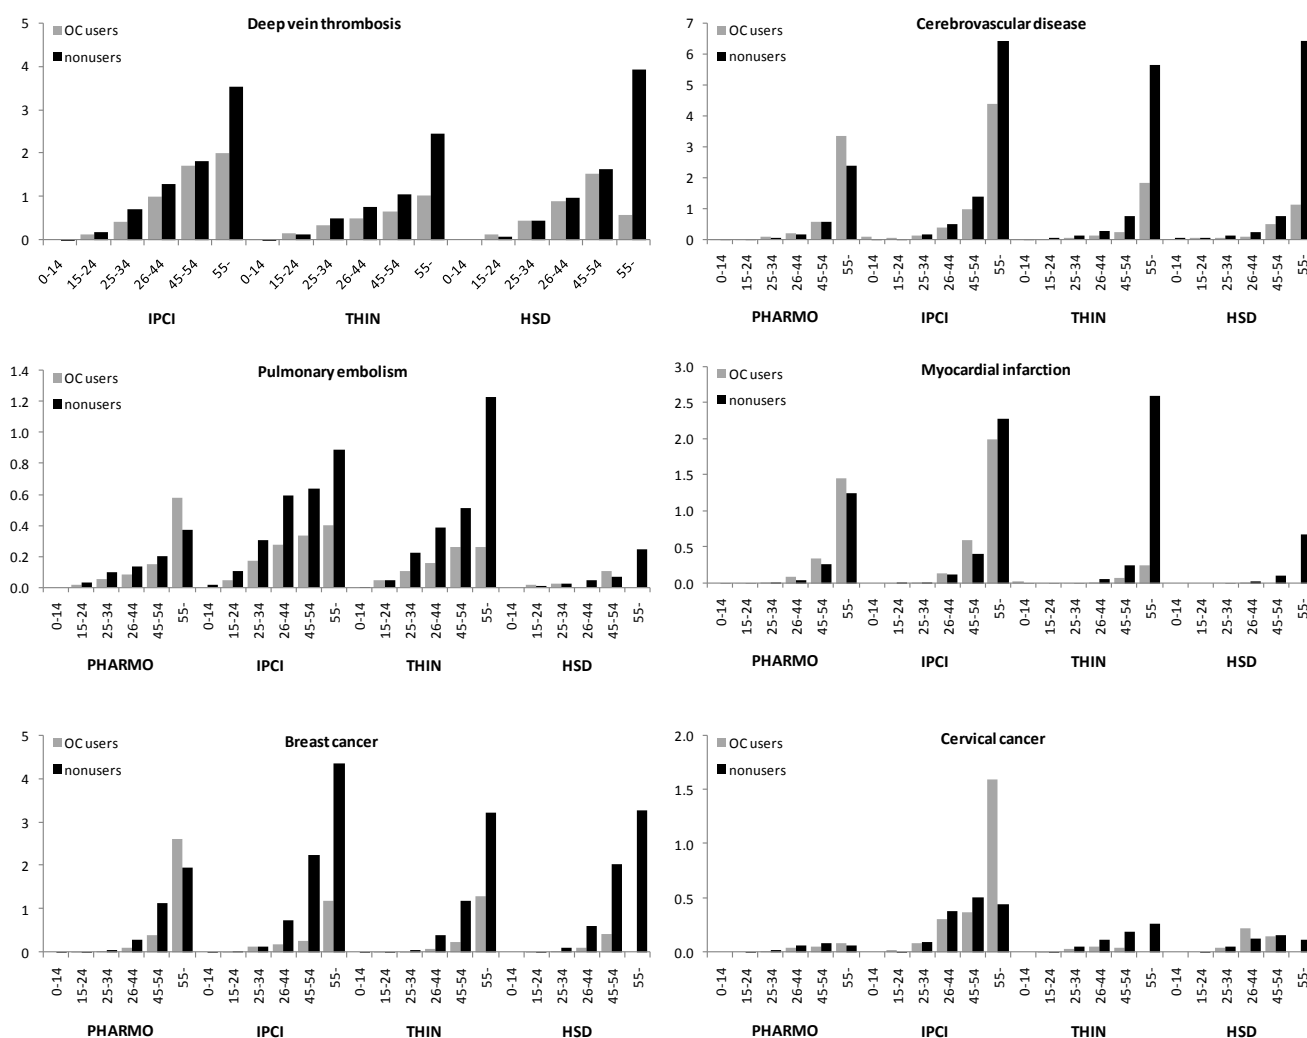 Deep vein thrombosis
OC users
nonusers
5
4
3
2
1
0
0-14 15-24 25-34 26-44 45-54 55- 0-14 15-24 25-34 26-44 45-54 55- 0-14 15-24 25-34 26-44 45-54 55-
IPCI THIN HSD
Cerebrovascular disease
OC users
nonusers
7
6
5
4
3
2
1
0
0-14 15-24 25-34 26-44 45-54 55- 0-14 15-24 25-34 26-44 45-54 55- 0-14 15-24 25-34 26-44 45-54 55- 0-14 15-24 25-34 26-44 45-54 55-
PHARMO IPCI THIN HSD
Pulmonary embolism
OC users
nonusers
1.4
1.2
1.0
0.8
0.6
0.4
0.2
0.0
0-14 15-24 25-34 26-44 45-54 55- 0-14 15-24 25-34 26-44 45-54 55- 0-14 15-24 25-34 26-44 45-54 55- 0-14 15-24 25-34 26-44 45-54 55-
PHARMO IPCI THIN HSD
Myocardial infarction
OC users
nonusers
3.0
2.5
2.0
1.5
1.0
0.5
0.0
0-14 15-24 25-34 26-44 45-54 55- 0-14 15-24 25-34 26-44 45-54 55- 0-14 15-24 25-34 26-44 45-54 55- 0-14 15-24 25-34 26-44 45-54 55-
PHARMO IPCI THIN HSD
Breast cancer
OC users
nonusers
5
4
3
2
1
0
0-14 15-24 25-34 26-44 45-54 55- 0-14 15-24 25-34 26-44 45-54 55- 0-14 15-24 25-34 26-44 45-54 55- 0-14 15-24 25-34 26-44 45-54 55-
PHARMO IPCI THIN HSD
Cervical cancer
OC users
nonusers
2.0
1.5
1.0
0.5
0.0
0-14 15-24 25-34 26-44 45-54 55- 0-14 15-24 25-34 26-44 45-54 55- 0-14 15-24 25-34 26-44 45-54 55- 0-14 15-24 25-34 26-44 45-54 55-
PHARMO IPCI THIN HSD